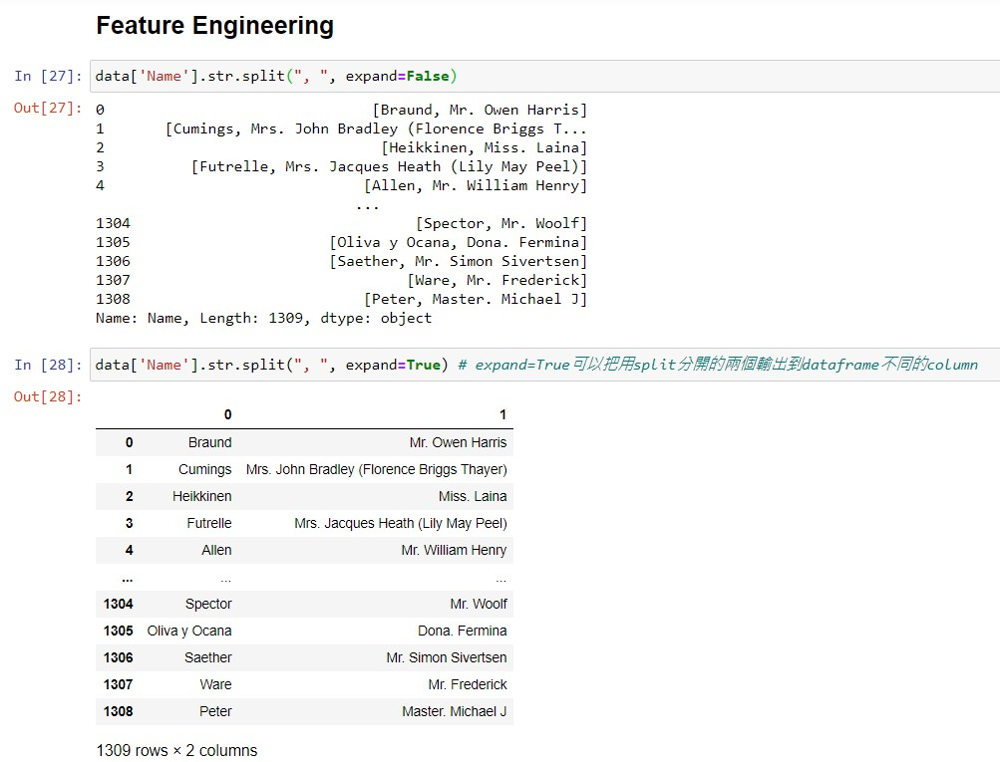 Feature Engineering
In [27]: data['Name'].str.split(", ", expand=False)
Out[27]: 0 [Braund, Mr. Owen Harris]
1 [Cumings, Mrs. John Bradley (Florence Briggs T...
2 [Heikkinen, Miss. Laina]
3 [Futrelle, Mrs. Jacques Heath (Lily May Peel)]
4 [Allen, Mr. William Henry]
...
1304 [Spector, Mr. Woolf]
1305 [Oliva y Ocana, Dona. Fermina]
1306 [Saether, Mr. Simon Sivertsen]
1307 [Ware, Mr. Frederick]
1308 [Peter, Master. Michael J]
Name: Name, Length: 1309, dtype: object
In [28]: data['Name'].str.split(", ", expand=True) # expand=True可以把用split分開的兩個輸出到dataframe不同的column
Out[28]:
0 1
0 Braund Mr. Owen Harris
1 Cumings Mrs. John Bradley (Florence Briggs Thayer)
2 Heikkinen Miss. Laina
3 Futrelle Mrs. Jacques Heath (Lily May Peel)
4 Allen Mr. William Henry
... ... ...
1304 Spector Mr. Woolf
1305 Oliva y Ocana Dona. Fermina
1306 Saether Mr. Simon Sivertsen
1307 Ware Mr. Frederick
1308 Peter Master. Michael J
1309 rows × 2 columns